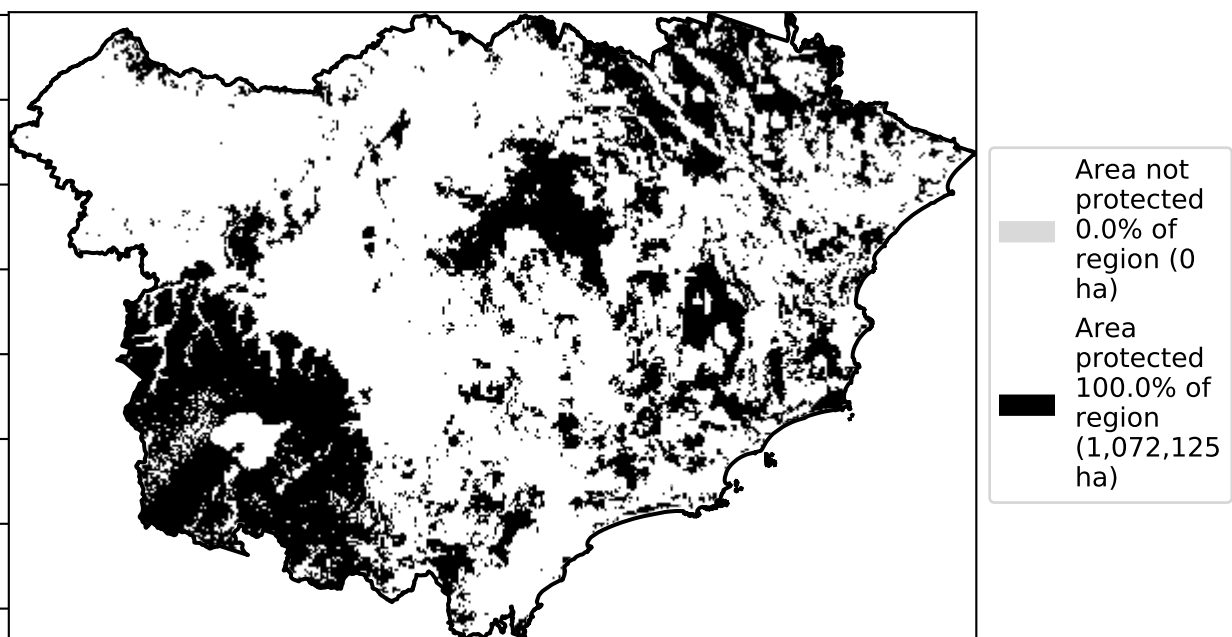 Area not
protected
0.0% of
region (0
ha)
Area
protected
100.0% of
region
(1,072,125
ha)